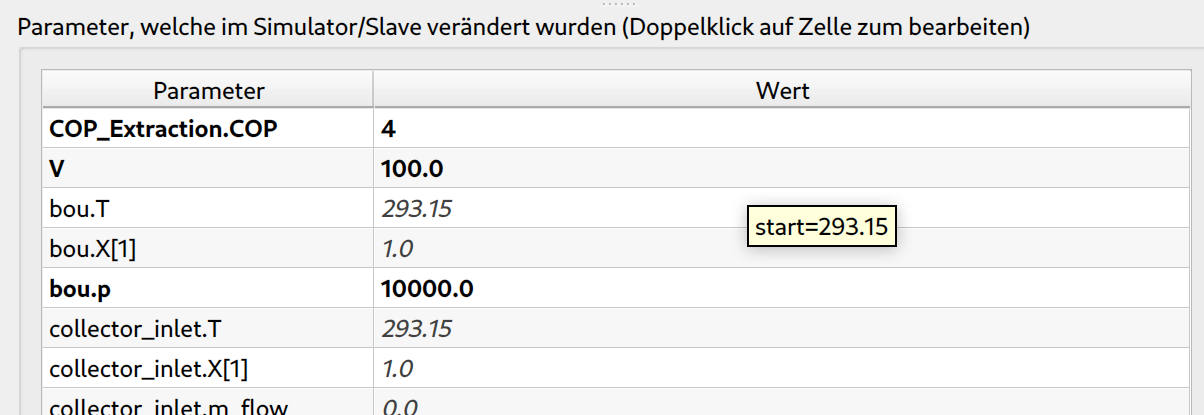 Parameter, welche im Simulator/Slave verändert wurden (Doppelklick auf Zelle zum bearbeiten)
Parameter Wert
COP_Extraction.COP 4
V 100.0
bou.T 293.15
start=293.15
bou.X[1] 1.0
bou.p 10000.0
collector_inlet.T 293.15
collector_inlet.X[1] 1.0
collector_inlet.m_flow 0.0